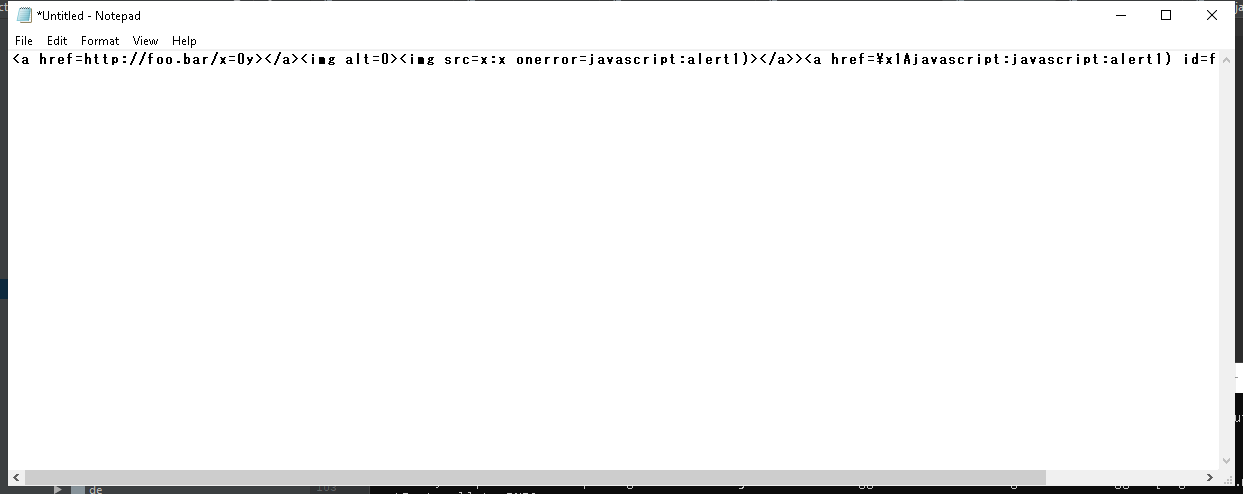 *Untitled - Notepad
File Edit Format View Help
<a href=http://foo.bar/x=0y></a><img alt=0><img src=x:x onerror=javascript:alert1)></a>><a href=¥x1Ajavascript:javascript:alert1) id=f
de
103